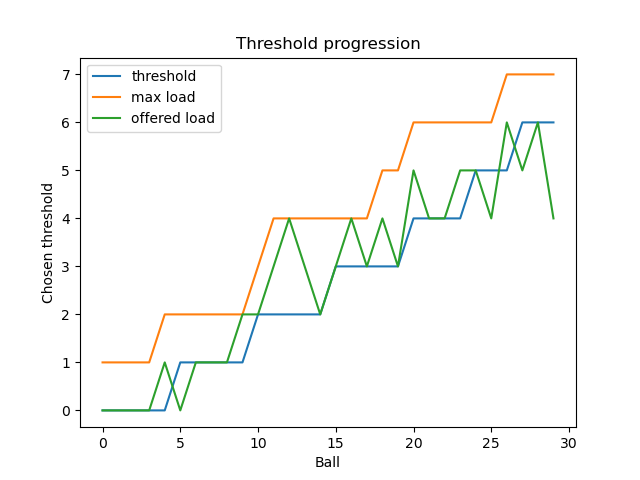 Threshold progression
threshold
max load
offered load
7
6
5
4
3
2
1
0
Chosen threshold
0 5 10 15 20 25 30
Ball